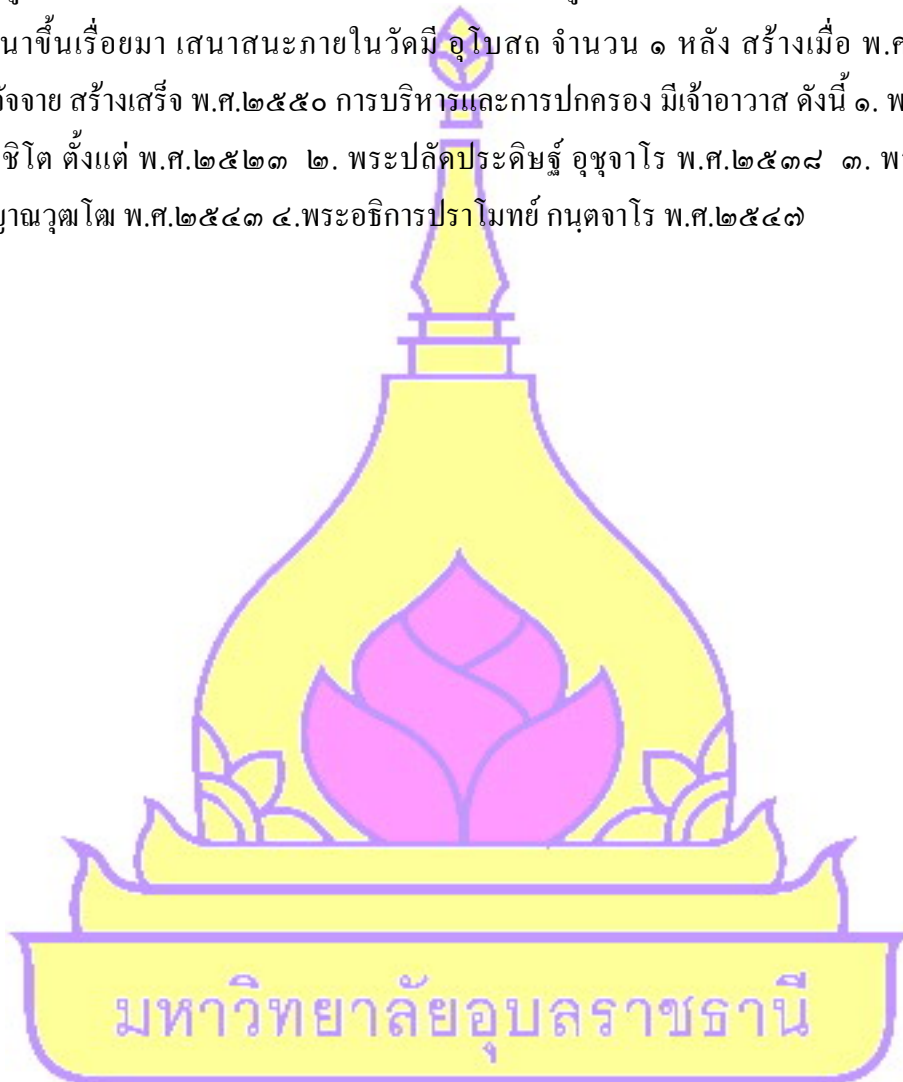 นาขึ้นเรื่อยมา เสนาสนะภายในวัดมี อุโบสถ จำนวน ๑ หลัง สร้างเมื่อ พ.ศ
จจาย สร้างเสร็จ พ.ศ.๒๕๕๐ การบริหารและการปกครอง มีเจ้าอาวาส ดังนี้ ๑. พ
ชิโต ตั้งแต่ พ.ศ.๒๕๒๓ ๒. พระปลัดประดิษฐ์ อุชุจาโร พ.ศ.๒๕๓๘ ๓. พ
ญาณวุฒโฒ พ.ศ.๒๕๔๓ ๔.พระอธิการปราโมทย์ กนฺตจาโร พ.ศ.๒๕๔๗
มหาวิทยาลัยอุบลราชธานี